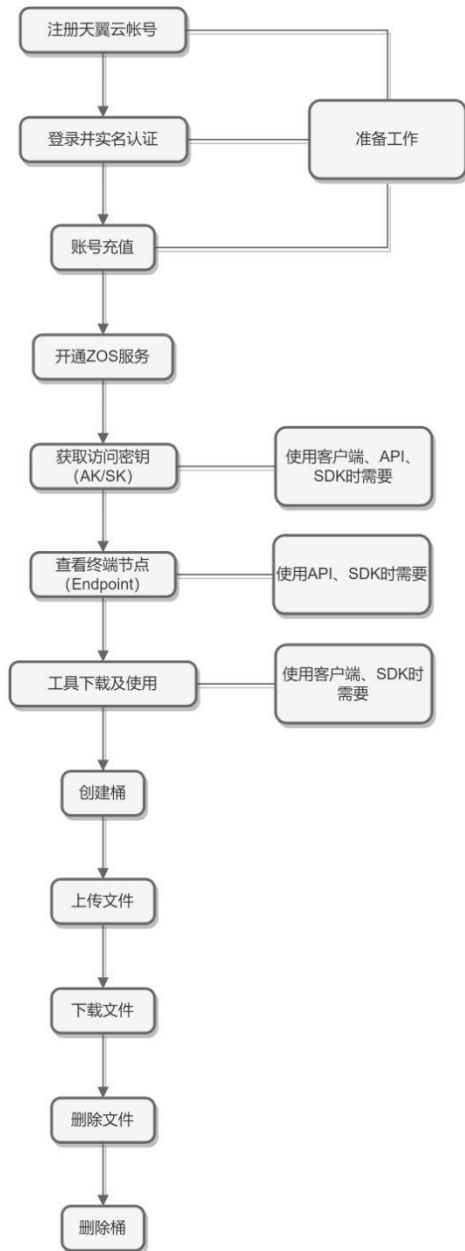 注册天翼云帐号
登录并实名认证
准备工作
账号充值
开通ZOS服务
获取访问密钥
（AK/SK）
使用客户端、API、
SDK时需要
查看终端节点
（Endpoint）
使用API、SDK时需要
工具下载及使用
使用客户端、SDK时
需要
创建桶
上传文件
下载文件
删除文件
删除桶